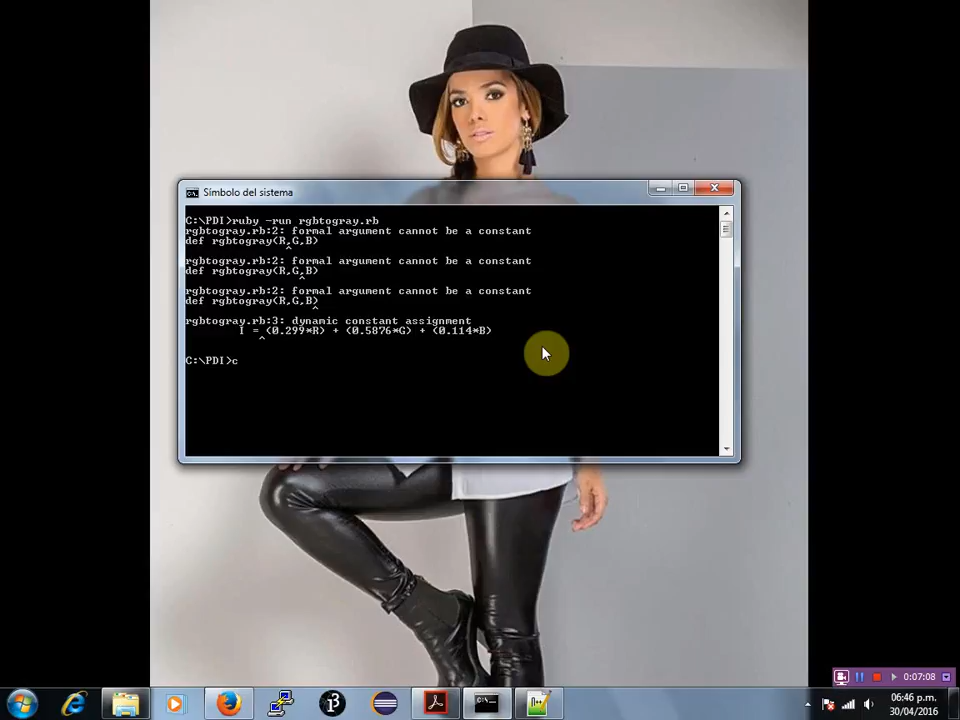 Símbolo del sistema
C:\PDI>ruby -run rgbtogray.rb
rgbtogray.rb:2: formal argument cannot be a constant
def rgbtogray(R,G,B)
^
rgbtogray.rb:2: formal argument cannot be a constant
def rgbtogray(R,G,B)
^
rgbtogray.rb:2: formal argument cannot be a constant
def rgbtogray(R,G,B)
^
rgbtogray.rb:3: dynamic constant assignment
I = (0.299*R) + (0.5876*G) + (0.114*B)
^
C:\PDI>c
0:07:08
06:46 p.m.
30/04/2016